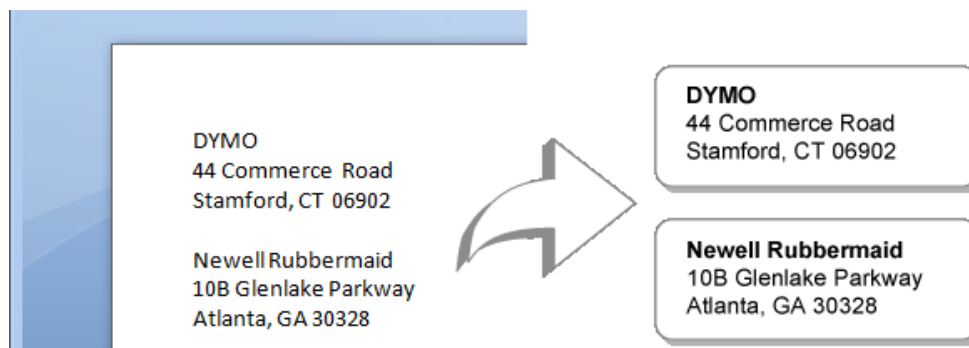 DYMO
44 Commerce Road
Stamford, CT 06902
Newell Rubbermaid
10B Glenlake Parkway
Atlanta, GA 30328
DYMO
44 Commerce Road
Stamford, CT 06902
Newell Rubbermaid
10B Glenlake Parkway
Atlanta, GA 30328